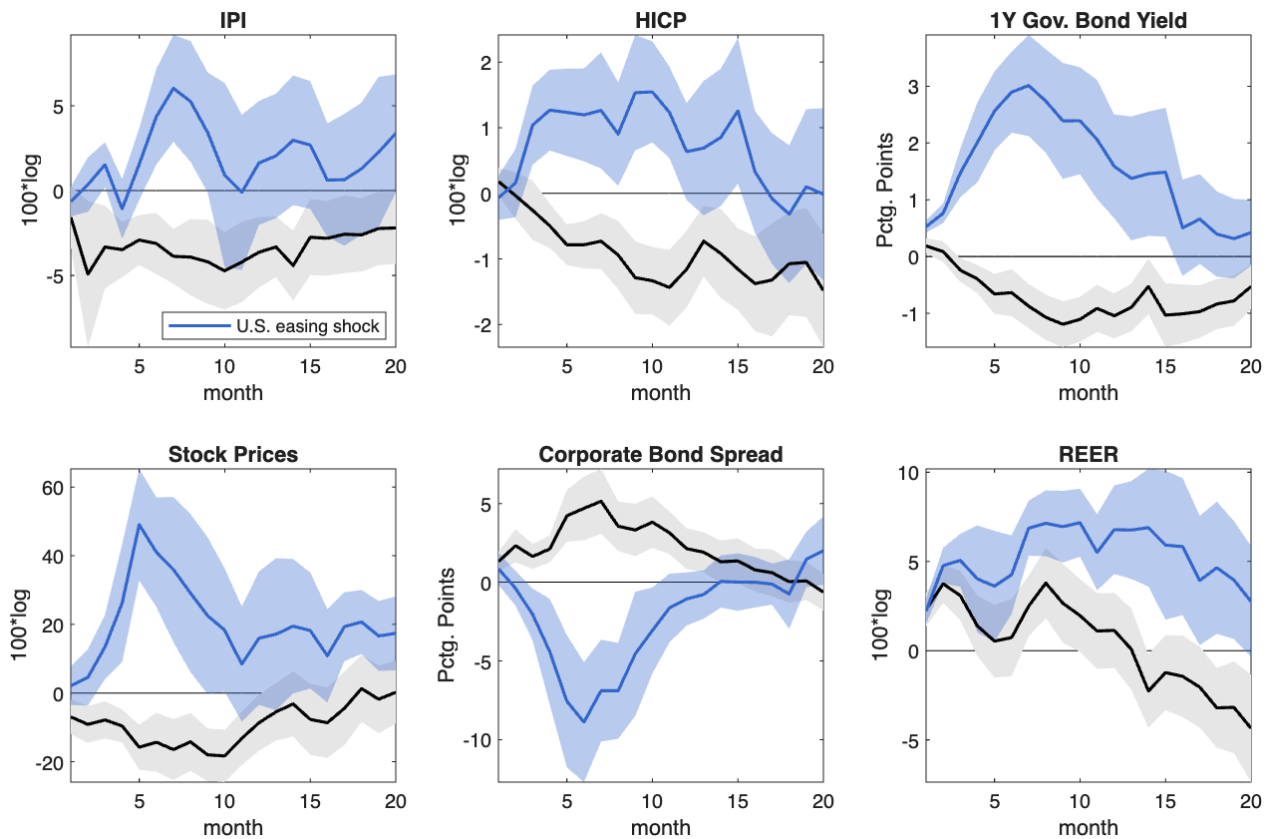 IPI
100*log
5
0
-5
U.S. easing shock
5 10 15 20
month
HICP
100*log
2
1
0
-1
-2
5 10 15 20
month
1Y Gov. Bond Yield
Pctg. Points
3
2
1
0
-1
5 10 15 20
month
Stock Prices
100*log
60
40
20
0
-20
5 10 15 20
month
Corporate Bond Spread
Pctg. Points
5
0
-5
-10
5 10 15 20
month
REER
100*log
10
5
0
-5
5 10 15 20
month